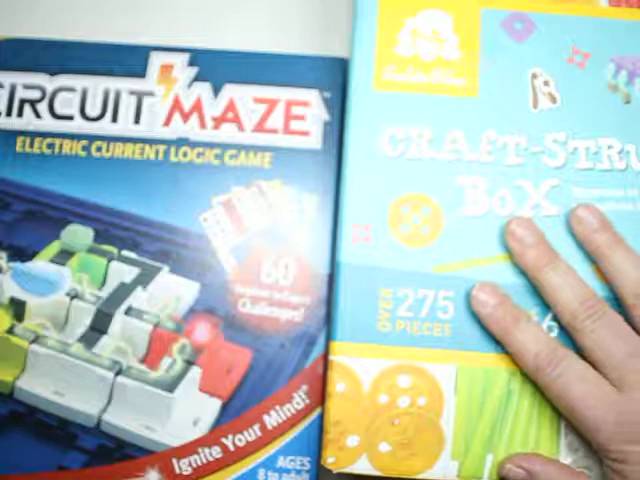 CIRCUIT MAZE
ELECTRIC CURRENT LOGIC GAME
60
Challenges!
Ignite Your Mind!
AGES
8 to adult
CRAFT-STRU
BOX
OVER 275
PIECES
6